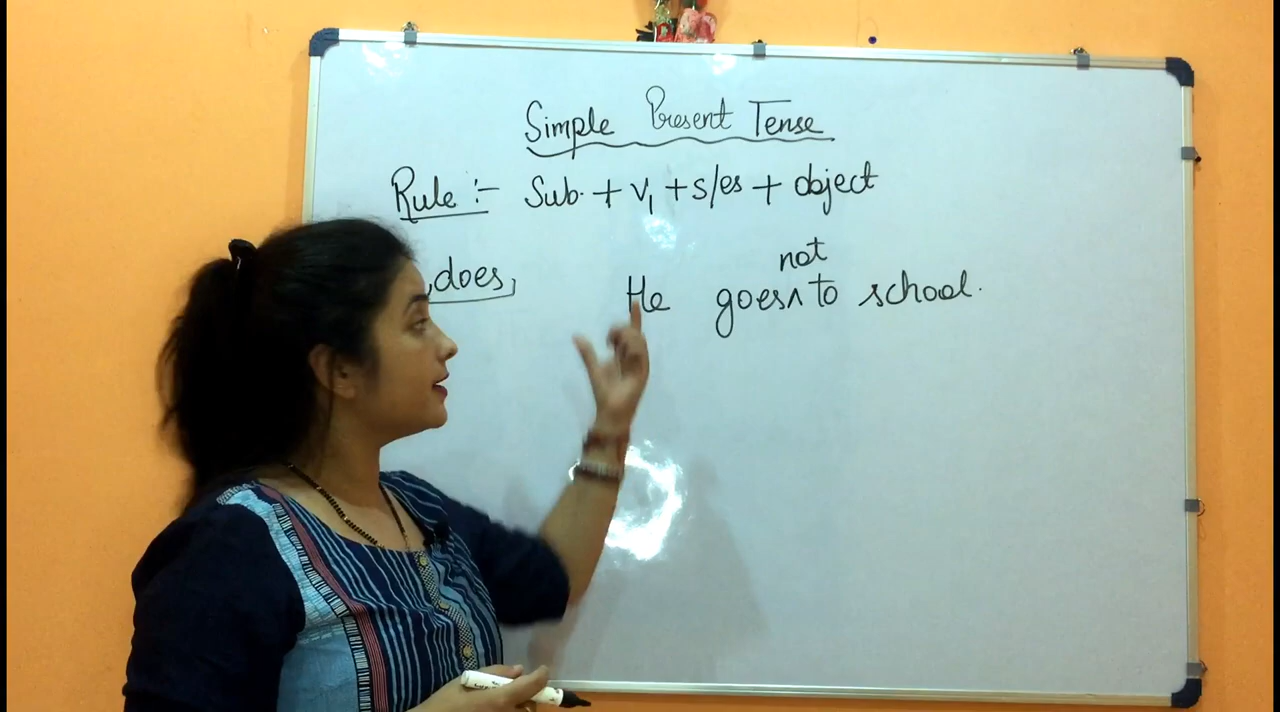 Simple Present Tense
Rule :- Sub. + V₁ + s/es + object
, does,
not
He goes^ to school.